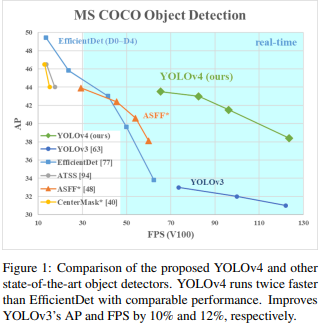 MS COCO Object Detection
EfficientDet (D0~D4)
real-time
YOLOv4 (ours)
ASFF*
YOLOv3
YOLOv4 (ours)
YOLOv3 [63]
EfficientDet [77]
ATSS [94]
ASFF* [48]
CenterMask* [40]
AP
50
48
46
44
42
40
38
36
34
32
30
10
30
50
70
90
110
130
FPS (V100)
Figure 1: Comparison of the proposed YOLOv4 and other
state-of-the-art object detectors. YOLOv4 runs twice faster
than EfficientDet with comparable performance. Improves
YOLOv3's AP and FPS by 10% and 12%, respectively.